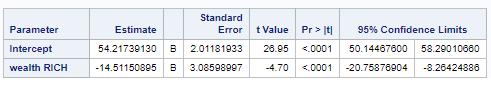 Parameter Estimate Standard Error t Value Pr > |t| 95% Confidence Limits
Intercept 54.21739130 B 2.01181933 26.95 <.0001 50.14467600 58.29010660
wealth RICH -14.51150895 B 3.08598997 -4.70 <.0001 -20.75876904 -8.26424886